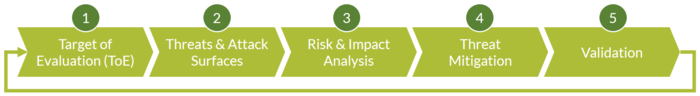 1
Target of
Evaluation (ToE)
2
Threats & Attack
Surfaces
3
Risk & Impact
Analysis
4
Threat
Mitigation
5
Validation